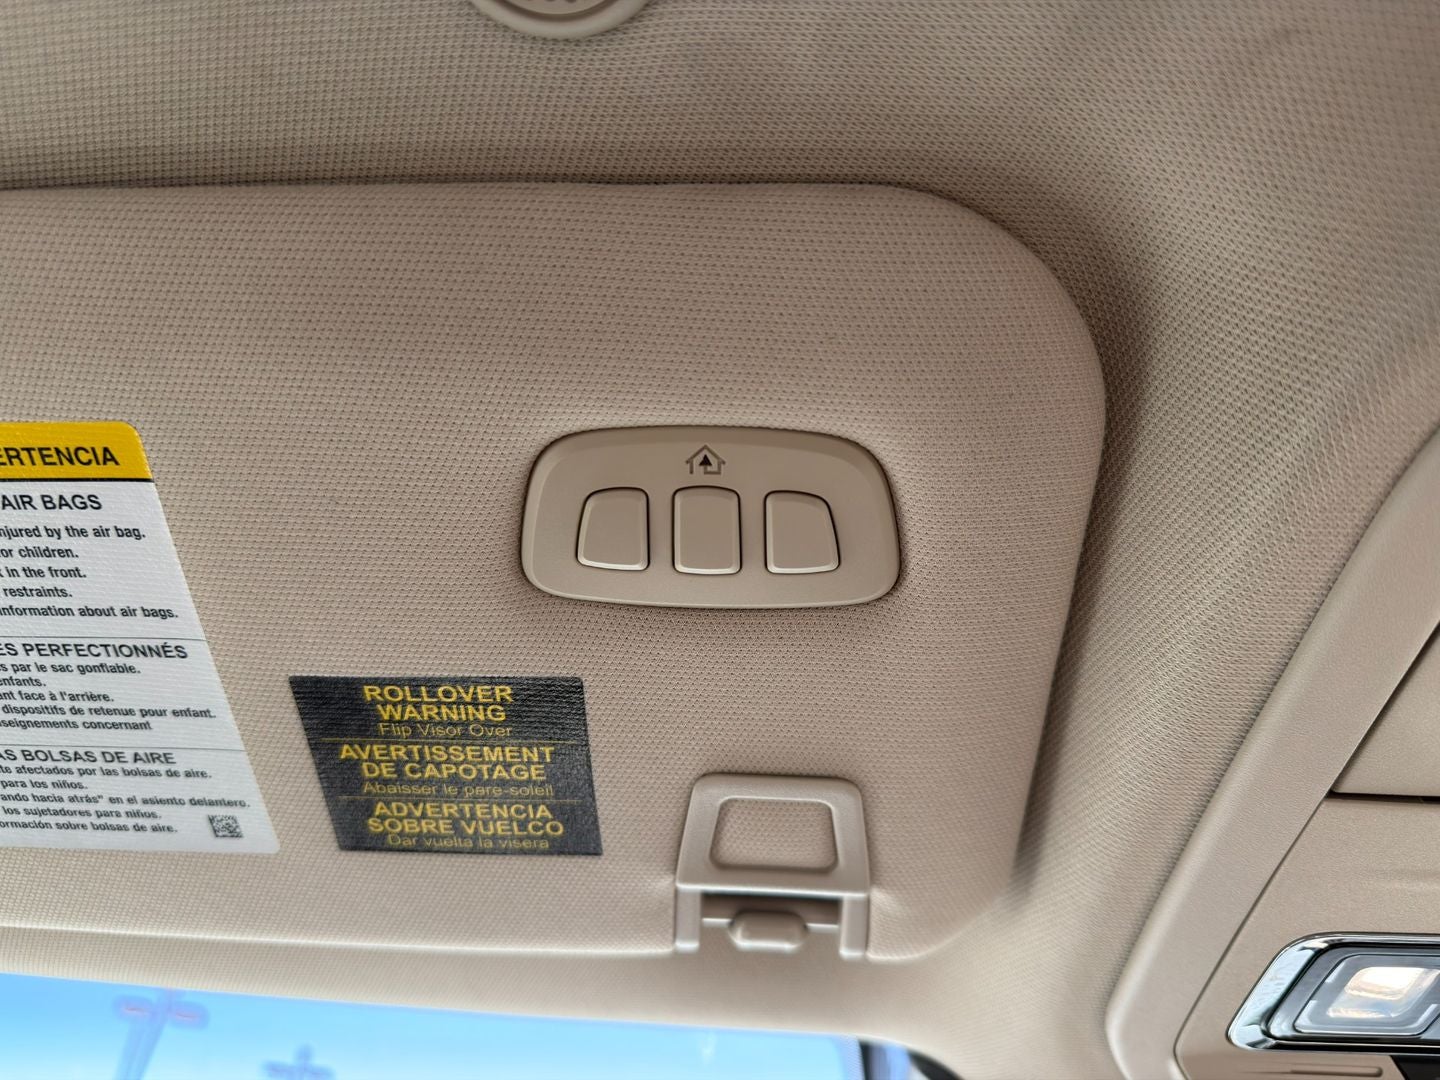 ERTENCIA
AIR BAGS
njured by the air bag.
or children.
in the front.
restraints.
information about air bags.
ES PERFECTIONNÉS
s par le sac gonflable.
enfants.
ant face à l'arrière.
dispositifs de retenue pour enfant.
nseignements concernant
AS BOLSAS DE AIRE
te afectados por las bolsas de aire.
para los niños.
rando hacia atrás" en el asiento delantero.
los sujetadores para niños.
ormación sobre bolsas de aire.
ROLLOVER
WARNING
Flip Visor Over
AVERTISSEMENT
DE CAPOTAGE
Abaisser le pare-soleil
ADVERTENCIA
SOBRE VUELCO
Dar vuelta la visera